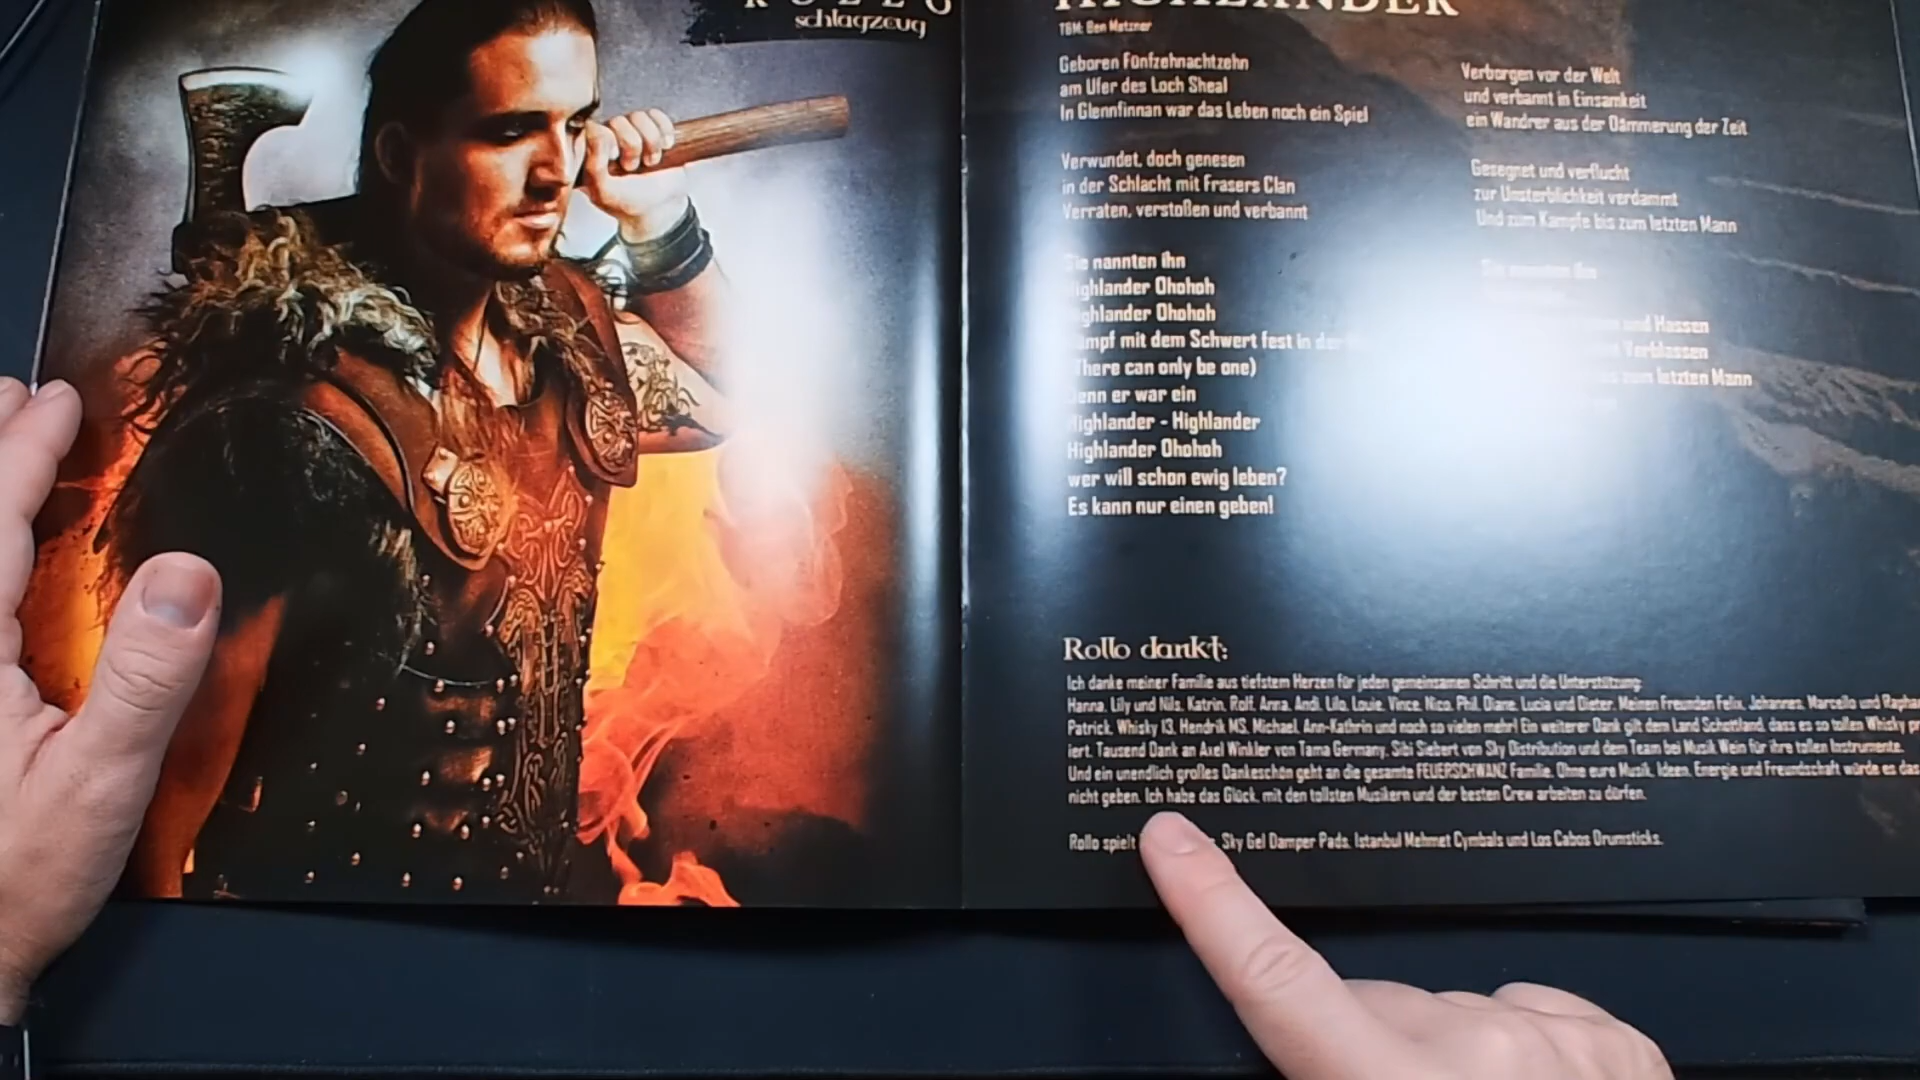 schlagzeug
HIGHLANDER
T&M: Ben Metzner
Geboren Fünfzehnachtzehn
am Ufer des Loch Sheal
In Glennfinnan war das Leben noch ein Spiel
Verwundet, doch genesen
in der Schlacht mit Frasers Clan
Verraten, verstoßen und verbannt
nannten ihn
Highlander Ohohoh
Highlander Ohohoh
mit dem Schwert fest in der
There can only be one)
er war ein
Highlander - Highlander
Highlander Ohohoh
wer will schon ewig leben?
Es kann nur einen geben!
Verborgen vor der Welt
und verbannt in Einsamkeit
ein Wandrer aus der Dämmerung der Zeit
Gesegnet und verflucht
zur Unsterblichkeit verdammt
Und zum Kampfe bis zum letzten Mann
Sie nannten ihn
und Hassen
Verblassen
zum letzten Mann
Rollo dankt:
Ich danke meiner Familie aus tiefstem Herzen für jeden gemeinsamen Schritt und die Unterstützung:
Hanna, Lily und Nils, Katrin, Rolf, Anna, Andi, Lilo, Louie, Vince, Nico, Phil, Diane, Lucia und Dieter. Meinen Freunden Felix, Johannes, Marcello und
Patrick, Whisky 13, Hendrik MS, Michael, Ann-Kathrin und noch so vielen mehr! Ein weiterer Dank gilt dem Land Schottland, dass es so tollen Whisky
iert. Tausend Dank an Axel Winkler von Tama Germany, Sibi Siebert von Sky Distribution und dem Team bei Musik Wein für ihre tollen Instrumente.
Und ein unendlich großes Dankeschön geht an die gesamte FEUERSCHWANZ Familie. Ohne eure Musik, Ideen, Energie und Freundschaft würde es das
nicht geben. Ich habe das Glück, mit den tollsten Musikern und der besten Crew arbeiten zu dürfen.
Rollo spielt Sky Gel Damper Pads, Istanbul Mehmet Cymbals und Los Cabos Drumsticks.